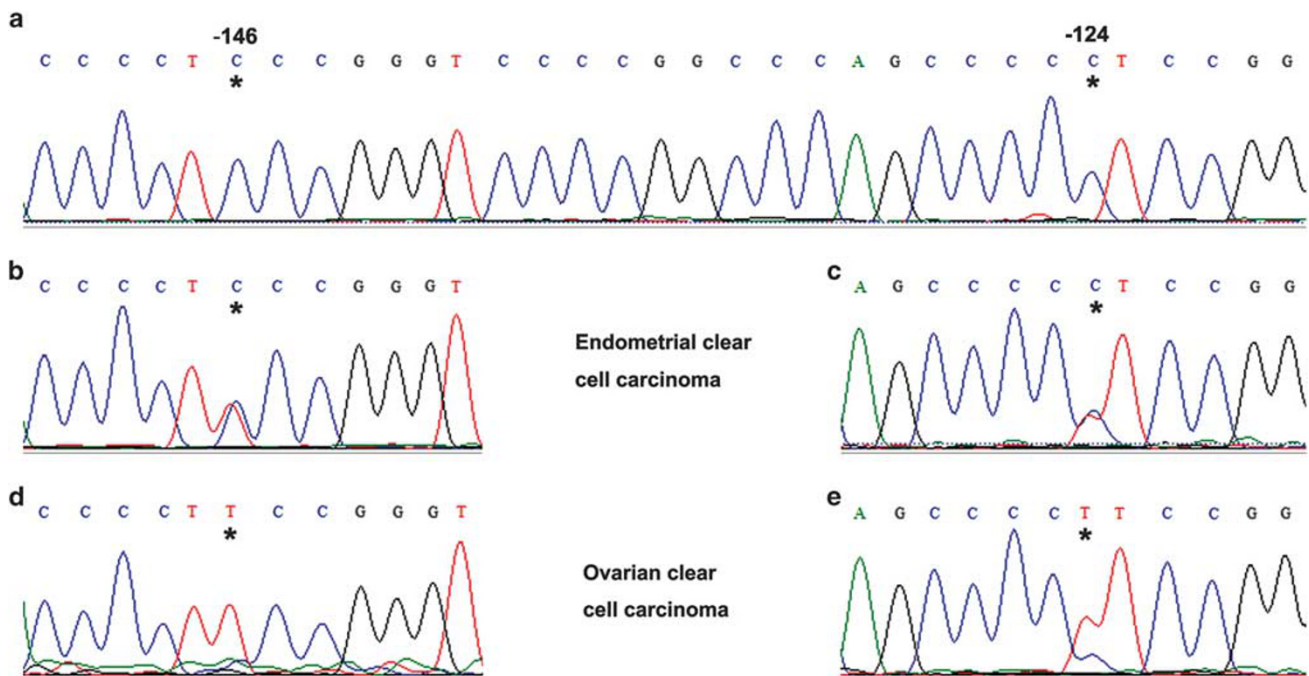 a
-146 -124
C C C C T C C C G G G T C C C C G G C C C A G C C C C C T C C G G
* *
b c
C C C C T C C C G G G T A G C C C C C T C C G G
* *
Endometrial clear
cell carcinoma
d e
C C C C T T C C G G G T A G C C C C T T C C G G
* *
Ovarian clear
cell carcinoma